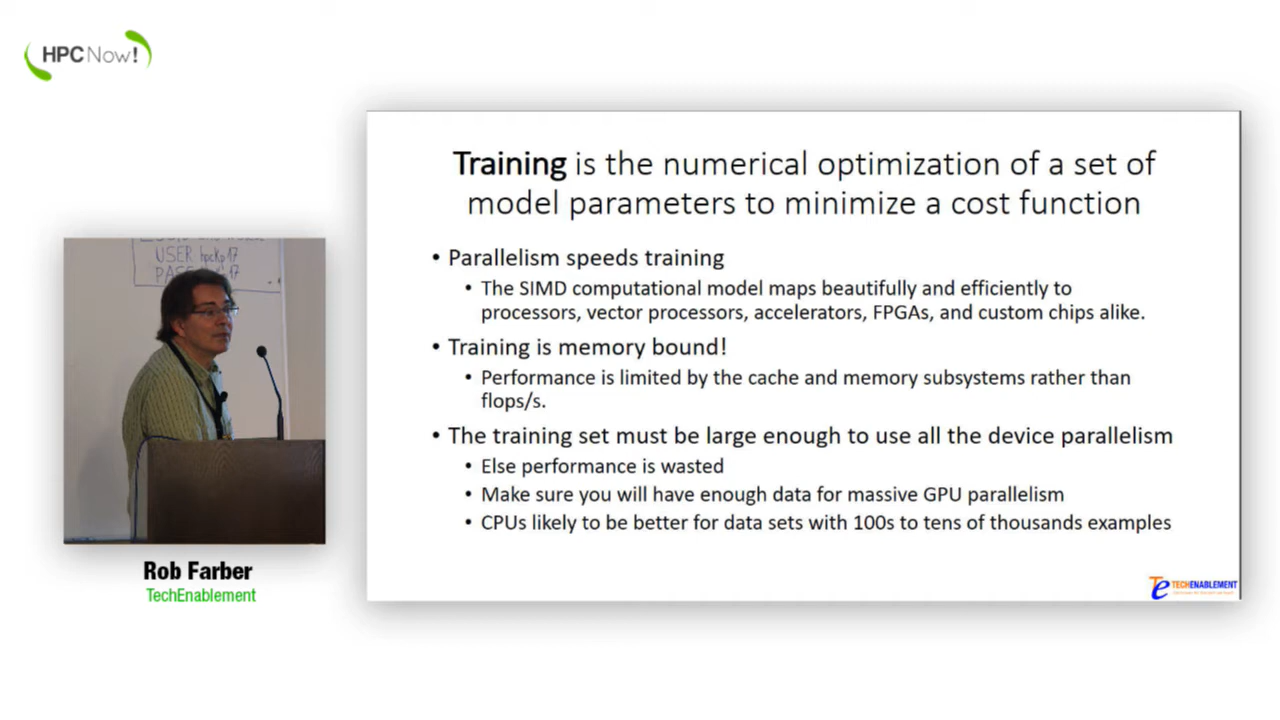 HPCNow!
USER hpckp17
PASS
17
Rob Farber
TechEnablement
Training is the numerical optimization of a set of
model parameters to minimize a cost function
• Parallelism speeds training
• The SIMD computational model maps beautifully and efficiently to
processors, vector processors, accelerators, FPGAs, and custom chips alike.
• Training is memory bound!
• Performance is limited by the cache and memory subsystems rather than
flops/s.
• The training set must be large enough to use all the device parallelism
• Else performance is wasted
• Make sure you will have enough data for massive GPU parallelism
• CPUs likely to be better for data sets with 100s to tens of thousands examples
Te TECHENABLEMENT